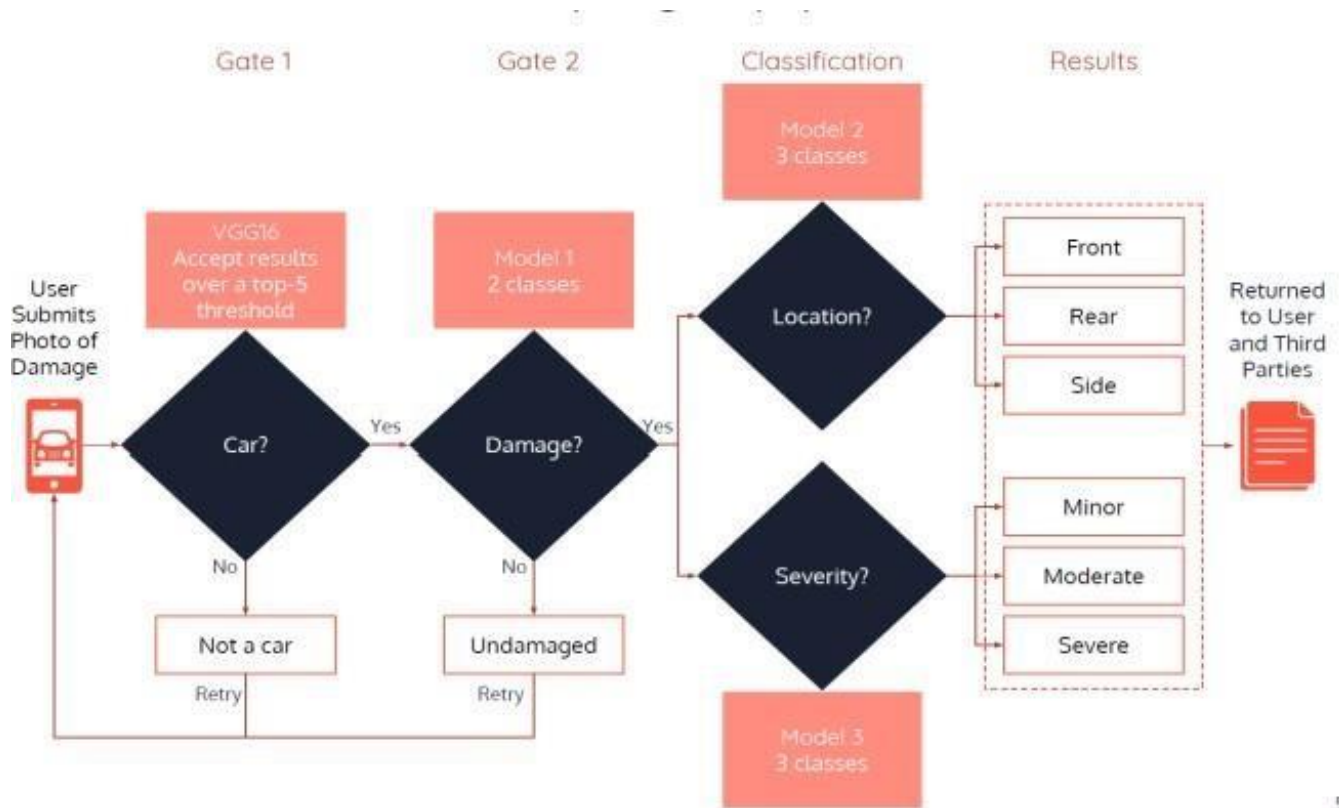 Gate 1
Gate 2
Classification
Results
Model 2
3 classes
VGG16
Accept results
over a top-5
threshold
Model 1
2 classes
User
Submits
Photo of
Damage
Car?
Yes
No
Not a car
Retry
Damage?
Yes
No
Undamaged
Retry
Location?
Severity?
Model 3
3 classes
Front
Rear
Side
Minor
Moderate
Severe
Returned
to User
and Third
Parties